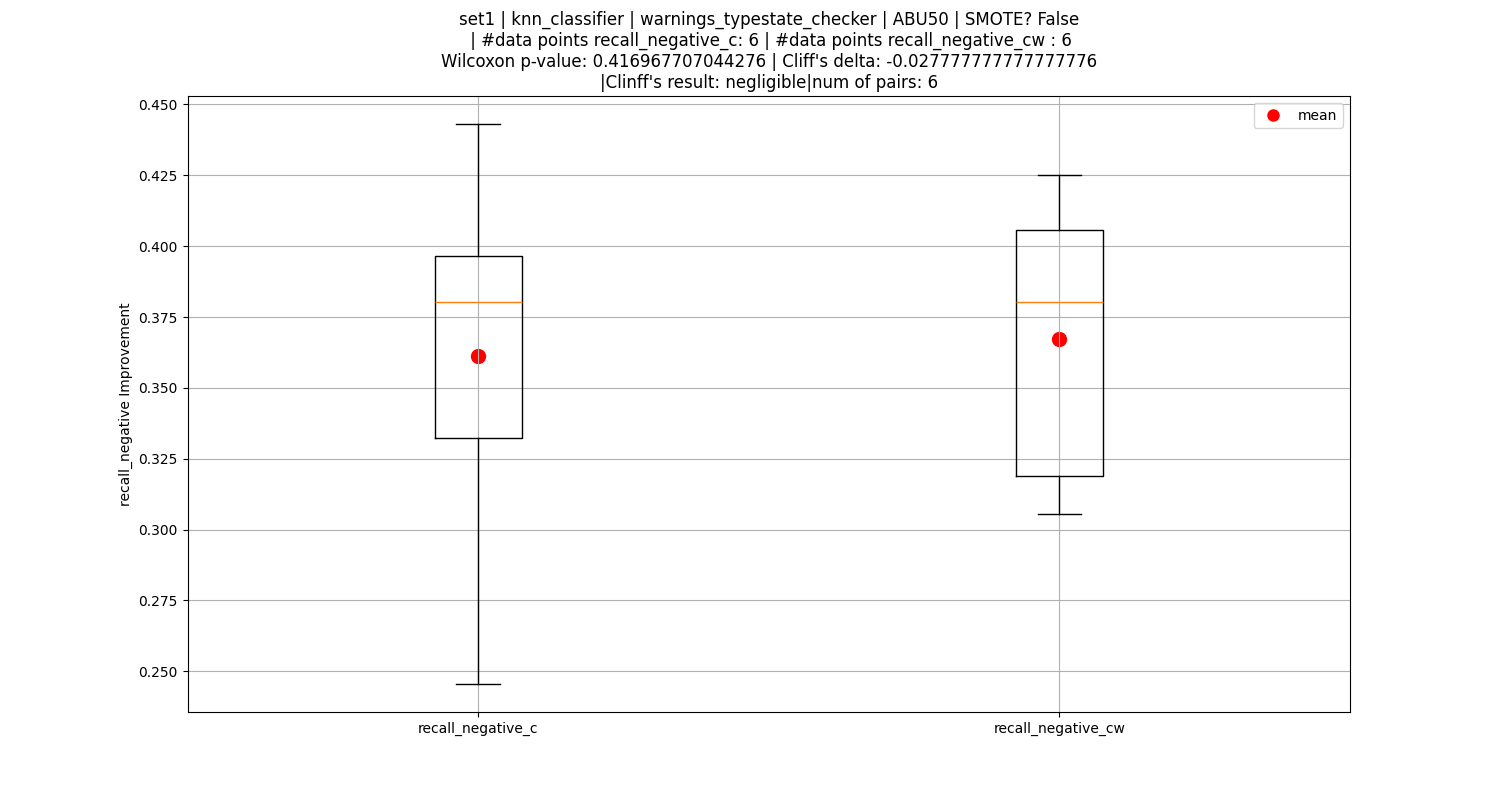 set1 | knn_classifier | warnings_typestate_checker | ABU50 | SMOTE? False
| #data points recall_negative_c: 6 | #data points recall_negative_cw : 6
Wilcoxon p-value: 0.416967707044276 | Cliff's delta: -0.027777777777777776
|Clinff's result: negligible|num of pairs: 6
mean
0.450
0.425
0.400
0.375
0.350
0.325
0.300
0.275
0.250
recall_negative Improvement
recall_negative_c
recall_negative_cw